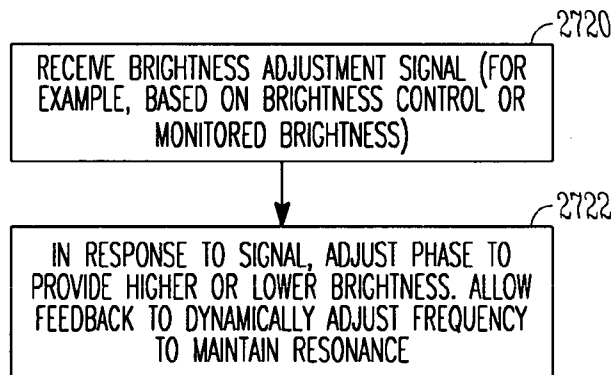 2720
RECEIVE BRIGHTNESS ADJUSTMENT SIGNAL (FOR
EXAMPLE, BASED ON BRIGHTNESS CONTROL OR
MONITORED BRIGHTNESS)
2722
IN RESPONSE TO SIGNAL, ADJUST PHASE TO
PROVIDE HIGHER OR LOWER BRIGHTNESS. ALLOW
FEEDBACK TO DYNAMICALLY ADJUST FREQUENCY
TO MAINTAIN RESONANCE